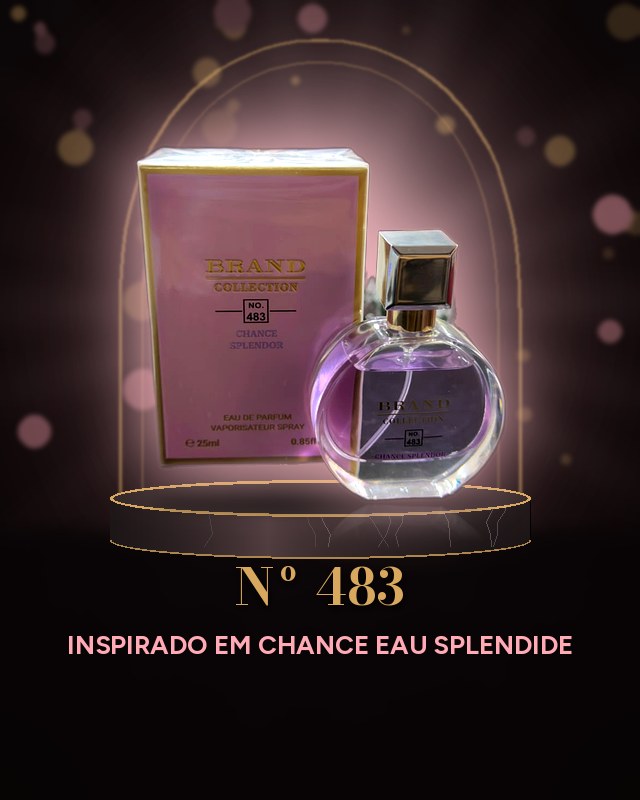 BRAND
COLLECTION
NO.
483
CHANCE
SPLENDOR
EAU DE PARFUM
VAPORISATEUR SPRAY
℮ 25ml 0.85fl
BRAND
COLLECTION
NO.
483
CHANCE SPLENDOR
Nº 483
INSPIRADO EM CHANCE EAU SPLENDIDE